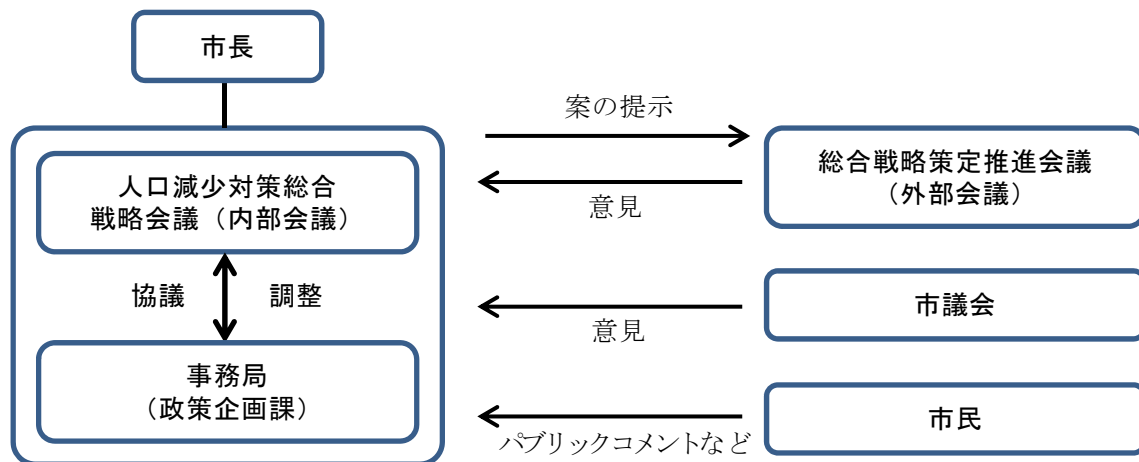 市長
人口減少対策総合
戦略会議（内部会議）
協議　調整
事務局
（政策企画課）
案の提示
意見
総合戦略策定推進会議
（外部会議）
意見
市議会
パブリックコメントなど
市民